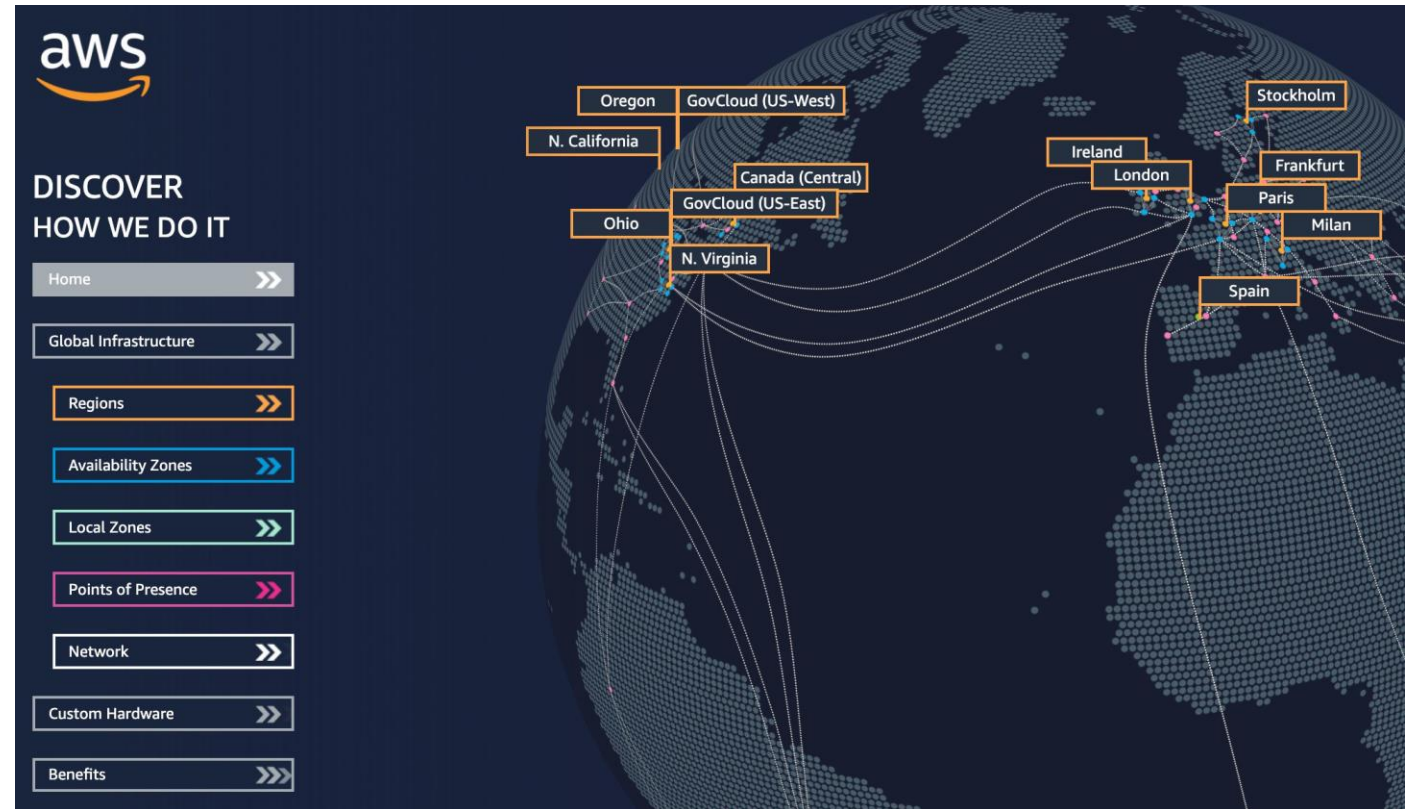 aws
DISCOVER
HOW WE DO IT
Home
Global Infrastructure
Regions
Availability Zones
Local Zones
Points of Presence
Network
Custom Hardware
Benefits
Oregon
GovCloud (US-West)
N. California
Canada (Central)
GovCloud (US-East)
Ohio
N. Virginia
Stockholm
Ireland
London
Frankfurt
Paris
Milan
Spain